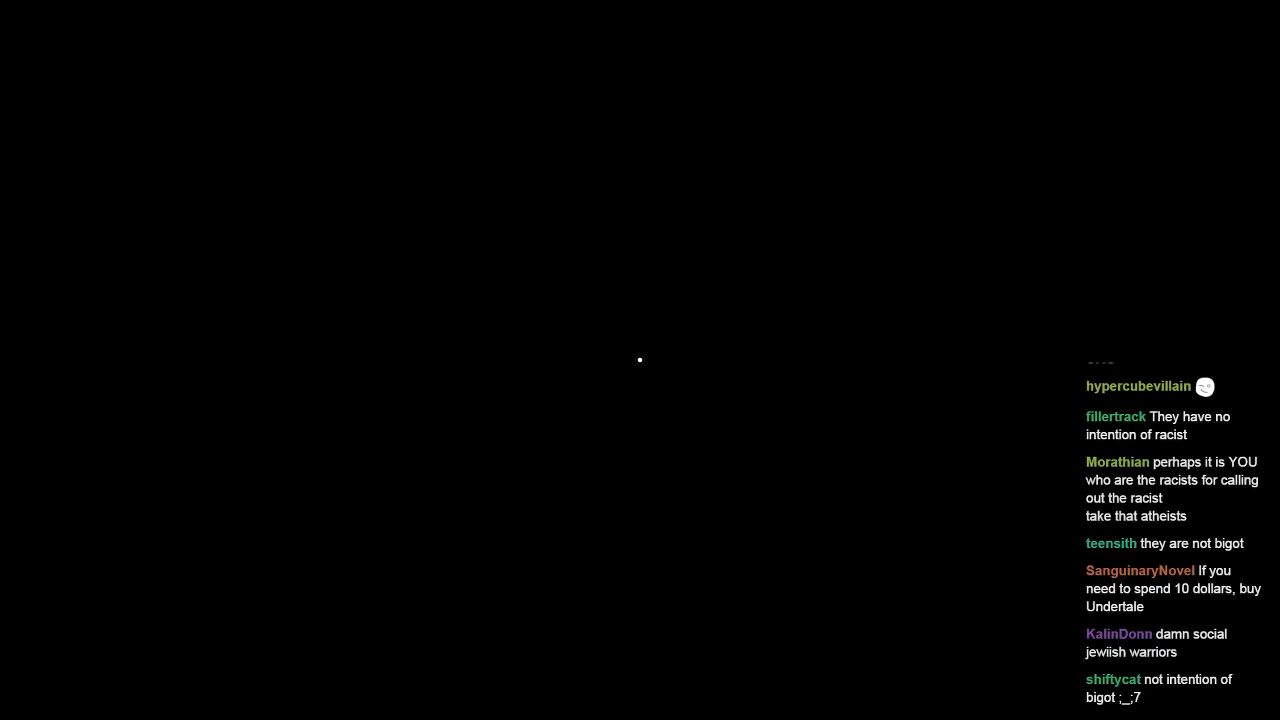 hypercubevillain
fillertrack They have no
intention of racist
Morathian perhaps it is YOU
who are the racists for calling
out the racist
take that atheists
teensith they are not bigot
SanguinaryNovel If you
need to spend 10 dollars, buy
Undertale
KalinDonn damn social
jewiish warriors
shiftycat not intention of
bigot ;_;7